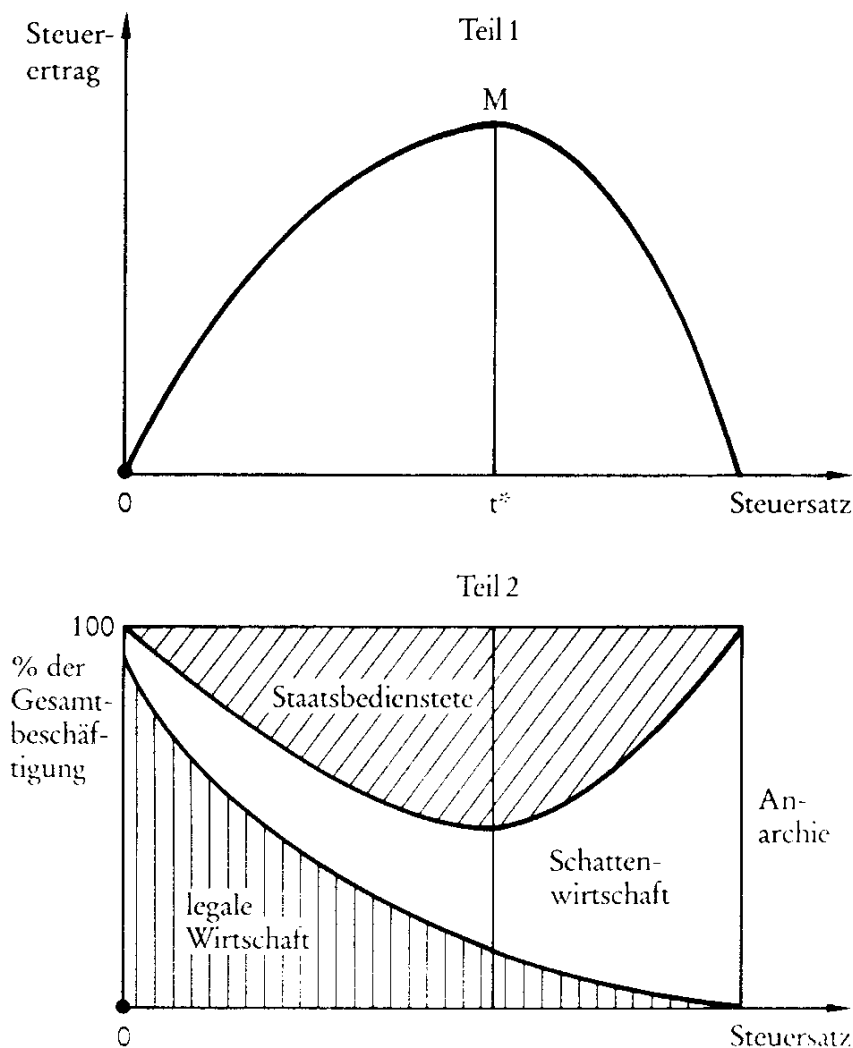 Teil 1
Steuer-
ertrag
M
0
t*
Steuersatz
Teil 2
100
% der
Gesamt-
beschäf-
tigung
Staatsbedienstete
An-
archie
Schatten-
wirtschaft
legale
Wirtschaft
0
Steuersatz